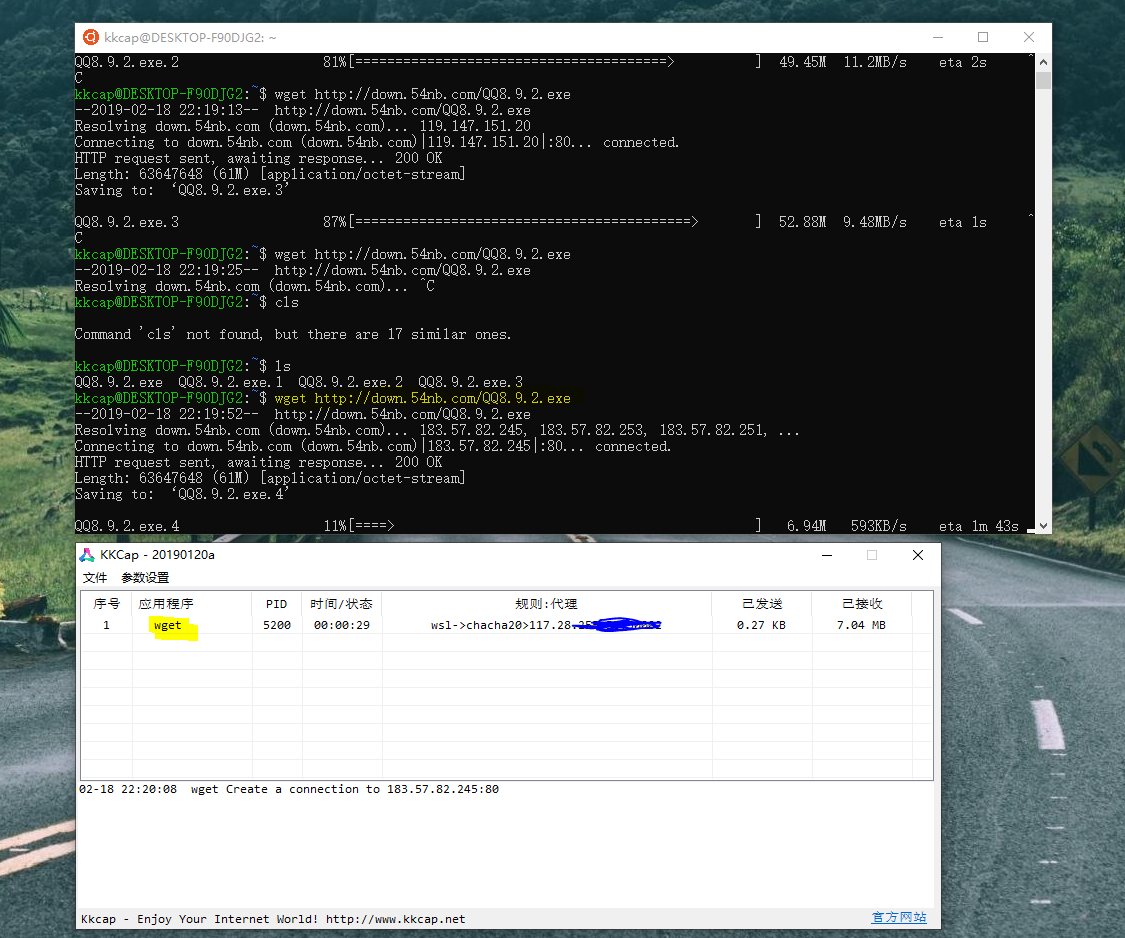 kkcap@DESKTOP-F90DJG2: ~
QQ8.9.2.exe.2 81%[=======================================> ] 49.45M 11.2MB/s eta 2s ^
C
kkcap@DESKTOP-F90DJG2:~$ wget http://down.54nb.com/QQ8.9.2.exe
--2019-02-18 22:19:13-- http://down.54nb.com/QQ8.9.2.exe
Resolving down.54nb.com (down.54nb.com)... 119.147.151.20
Connecting to down.54nb.com (down.54nb.com)|119.147.151.20|:80... connected.
HTTP request sent, awaiting response... 200 OK
Length: 63647648 (61M) [application/octet-stream]
Saving to: ‘QQ8.9.2.exe.3’
QQ8.9.2.exe.3 87%[==========================================> ] 52.88M 9.48MB/s eta 1s ^
C
kkcap@DESKTOP-F90DJG2:~$ wget http://down.54nb.com/QQ8.9.2.exe
--2019-02-18 22:19:25-- http://down.54nb.com/QQ8.9.2.exe
Resolving down.54nb.com (down.54nb.com)... ^C
kkcap@DESKTOP-F90DJG2:~$ cls
Command 'cls' not found, but there are 17 similar ones.
kkcap@DESKTOP-F90DJG2:~$ ls
QQ8.9.2.exe QQ8.9.2.exe.1 QQ8.9.2.exe.2 QQ8.9.2.exe.3
kkcap@DESKTOP-F90DJG2:~$ wget http://down.54nb.com/QQ8.9.2.exe
--2019-02-18 22:19:52-- http://down.54nb.com/QQ8.9.2.exe
Resolving down.54nb.com (down.54nb.com)... 183.57.82.245, 183.57.82.253, 183.57.82.251, ...
Connecting to down.54nb.com (down.54nb.com)|183.57.82.245|:80... connected.
HTTP request sent, awaiting response... 200 OK
Length: 63647648 (61M) [application/octet-stream]
Saving to: ‘QQ8.9.2.exe.4’
QQ8.9.2.exe.4 11%[====> ] 6.94M 593KB/s eta 1m 43s
KKCap - 20190120a
文件 参数设置
序号 应用程序 PID 时间/状态 规则:代理 已发送 已接收
1 wget 5200 00:00:29 wsl->chacha20>117.28. 0.27 KB 7.04 MB
02-18 22:20:08 wget Create a connection to 183.57.82.245:80
Kkcap - Enjoy Your Internet World! http://www.kkcap.net 官方网站